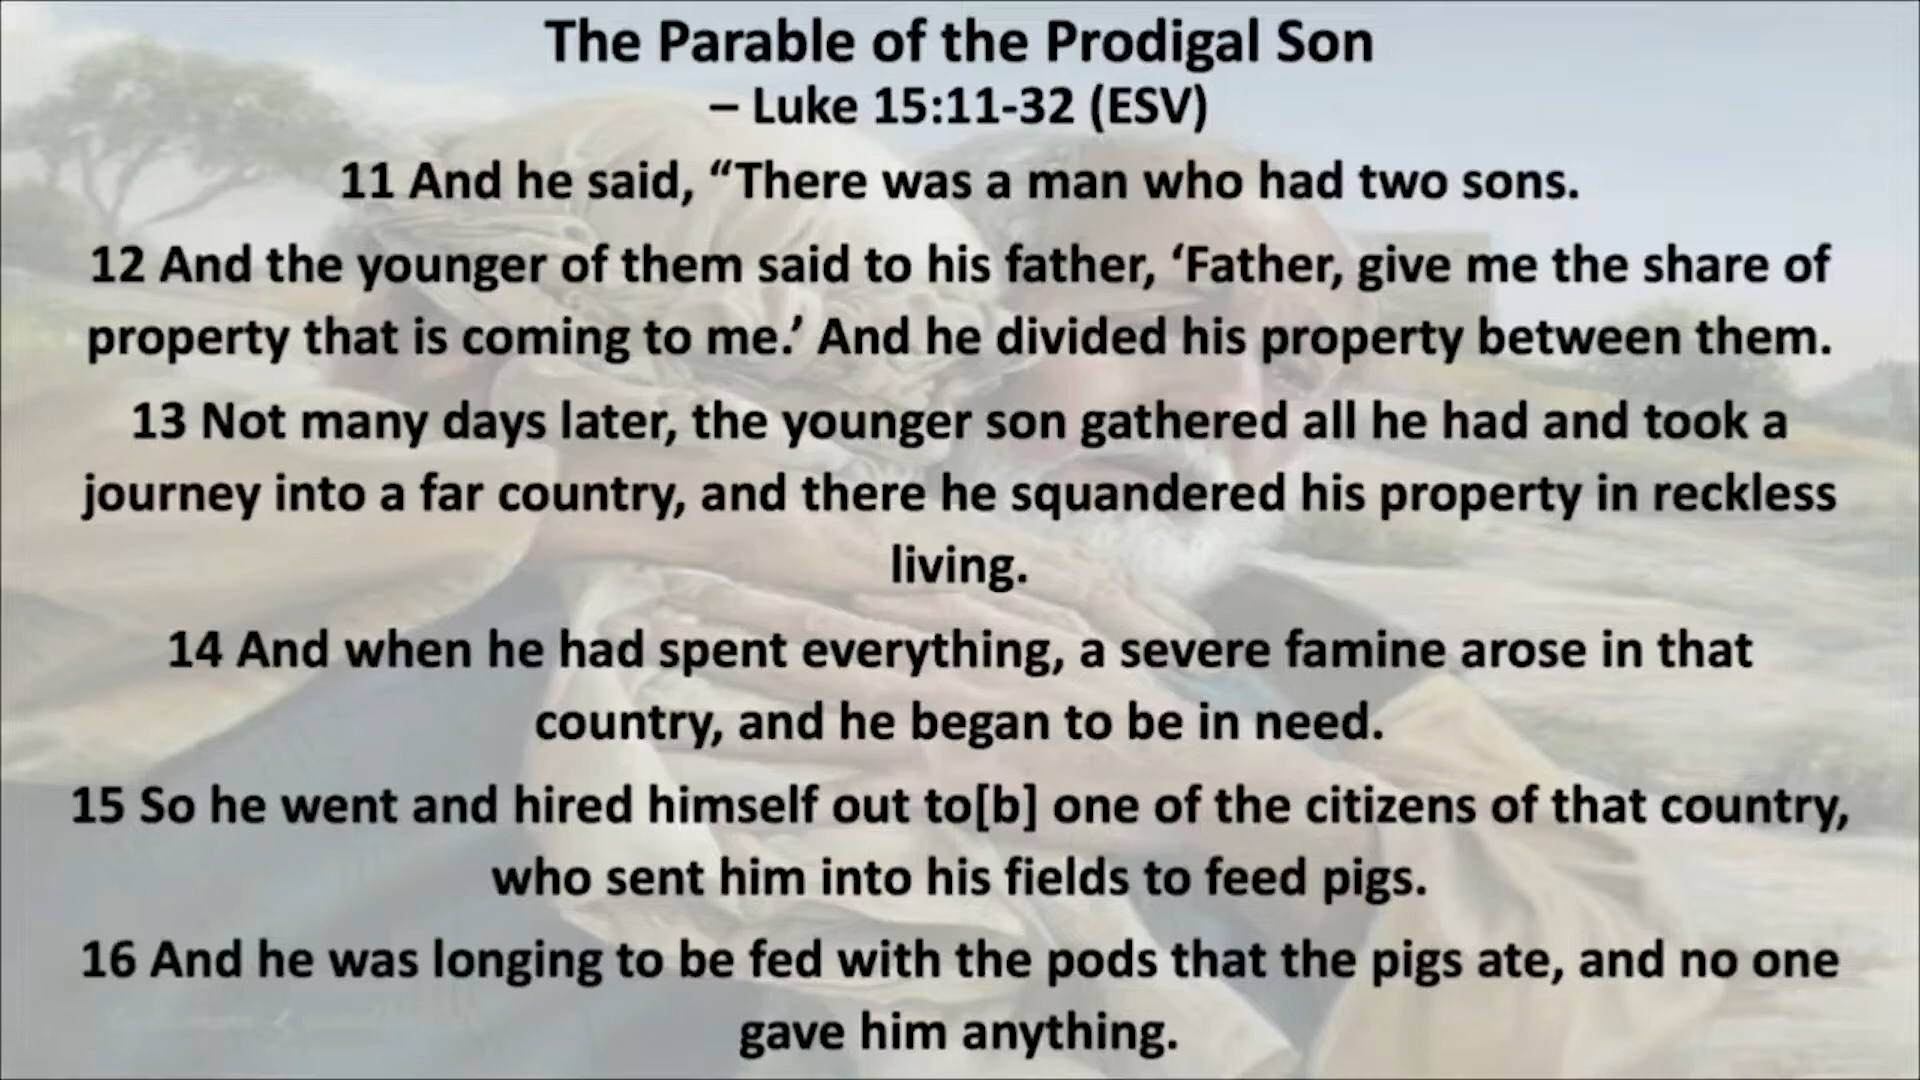 The Parable of the Prodigal Son
– Luke 15:11-32 (ESV)
11 And he said, “There was a man who had two sons.
12 And the younger of them said to his father, ‘Father, give me the share of
property that is coming to me.’ And he divided his property between them.
13 Not many days later, the younger son gathered all he had and took a
journey into a far country, and there he squandered his property in reckless
living.
14 And when he had spent everything, a severe famine arose in that
country, and he began to be in need.
15 So he went and hired himself out to[b] one of the citizens of that country,
who sent him into his fields to feed pigs.
16 And he was longing to be fed with the pods that the pigs ate, and no one
gave him anything.